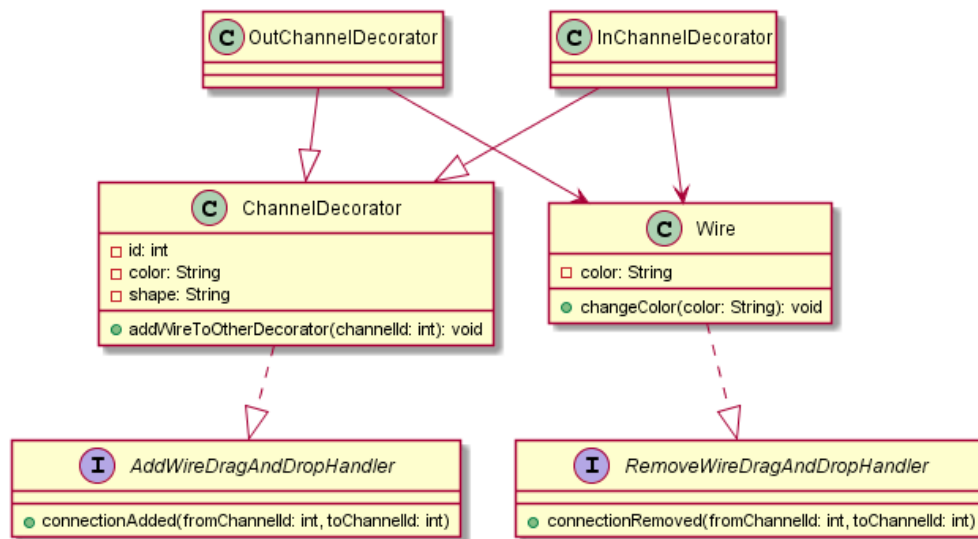 C OutChannelDecorator
C InChannelDecorator
C ChannelDecorator
id: int
color: String
shape: String
addWireToOtherDecorator(channelId: int): void
C Wire
color: String
changeColor(color: String): void
I AddWireDragAndDropHandler
connectionAdded(fromChannelId: int, toChannelId: int)
I RemoveWireDragAndDropHandler
connectionRemoved(fromChannelId: int, toChannelId: int)